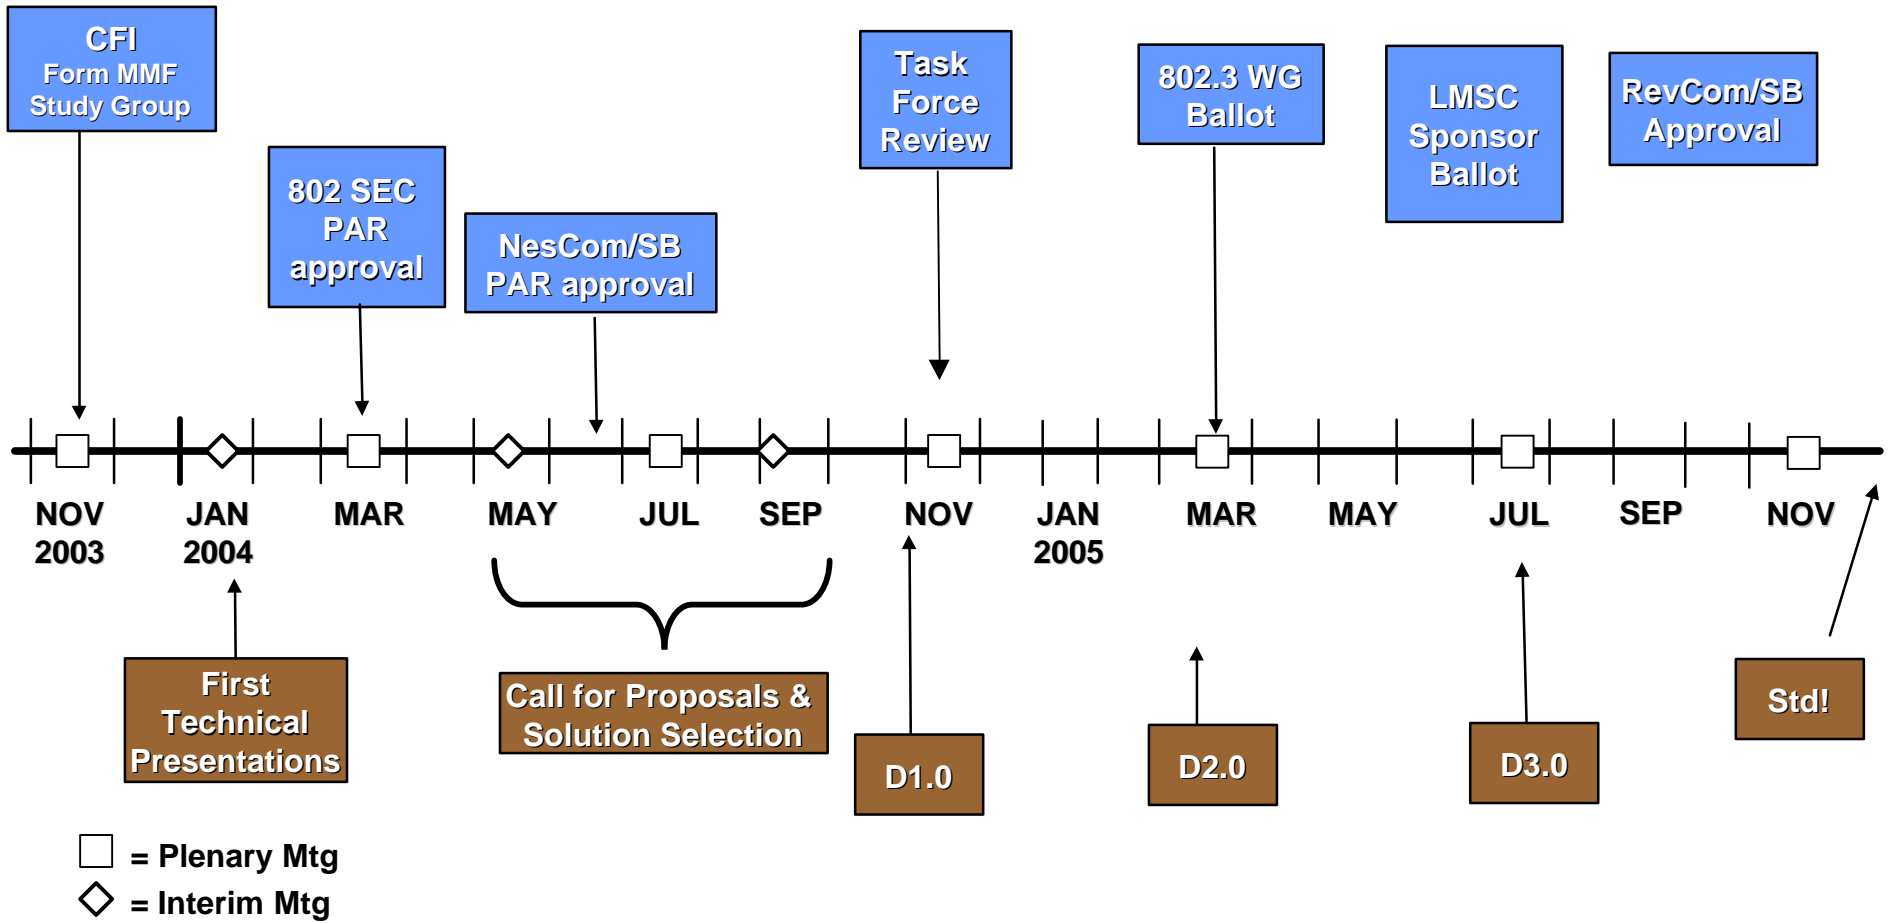 CFI
Form MMF
Study Group
802 SEC
PAR
approval
NesCom/SB
PAR approval
Task
Force
Review
802.3 WG
Ballot
LMSC
Sponsor
Ballot
RevCom/SB
Approval
NOV
2003
JAN
2004
MAR
MAY
JUL
SEP
NOV
JAN
2005
MAR
MAY
JUL
SEP
NOV
First
Technical
Presentations
Call for Proposals &
Solution Selection
D1.0
D2.0
D3.0
Std!
= Plenary Mtg
= Interim Mtg